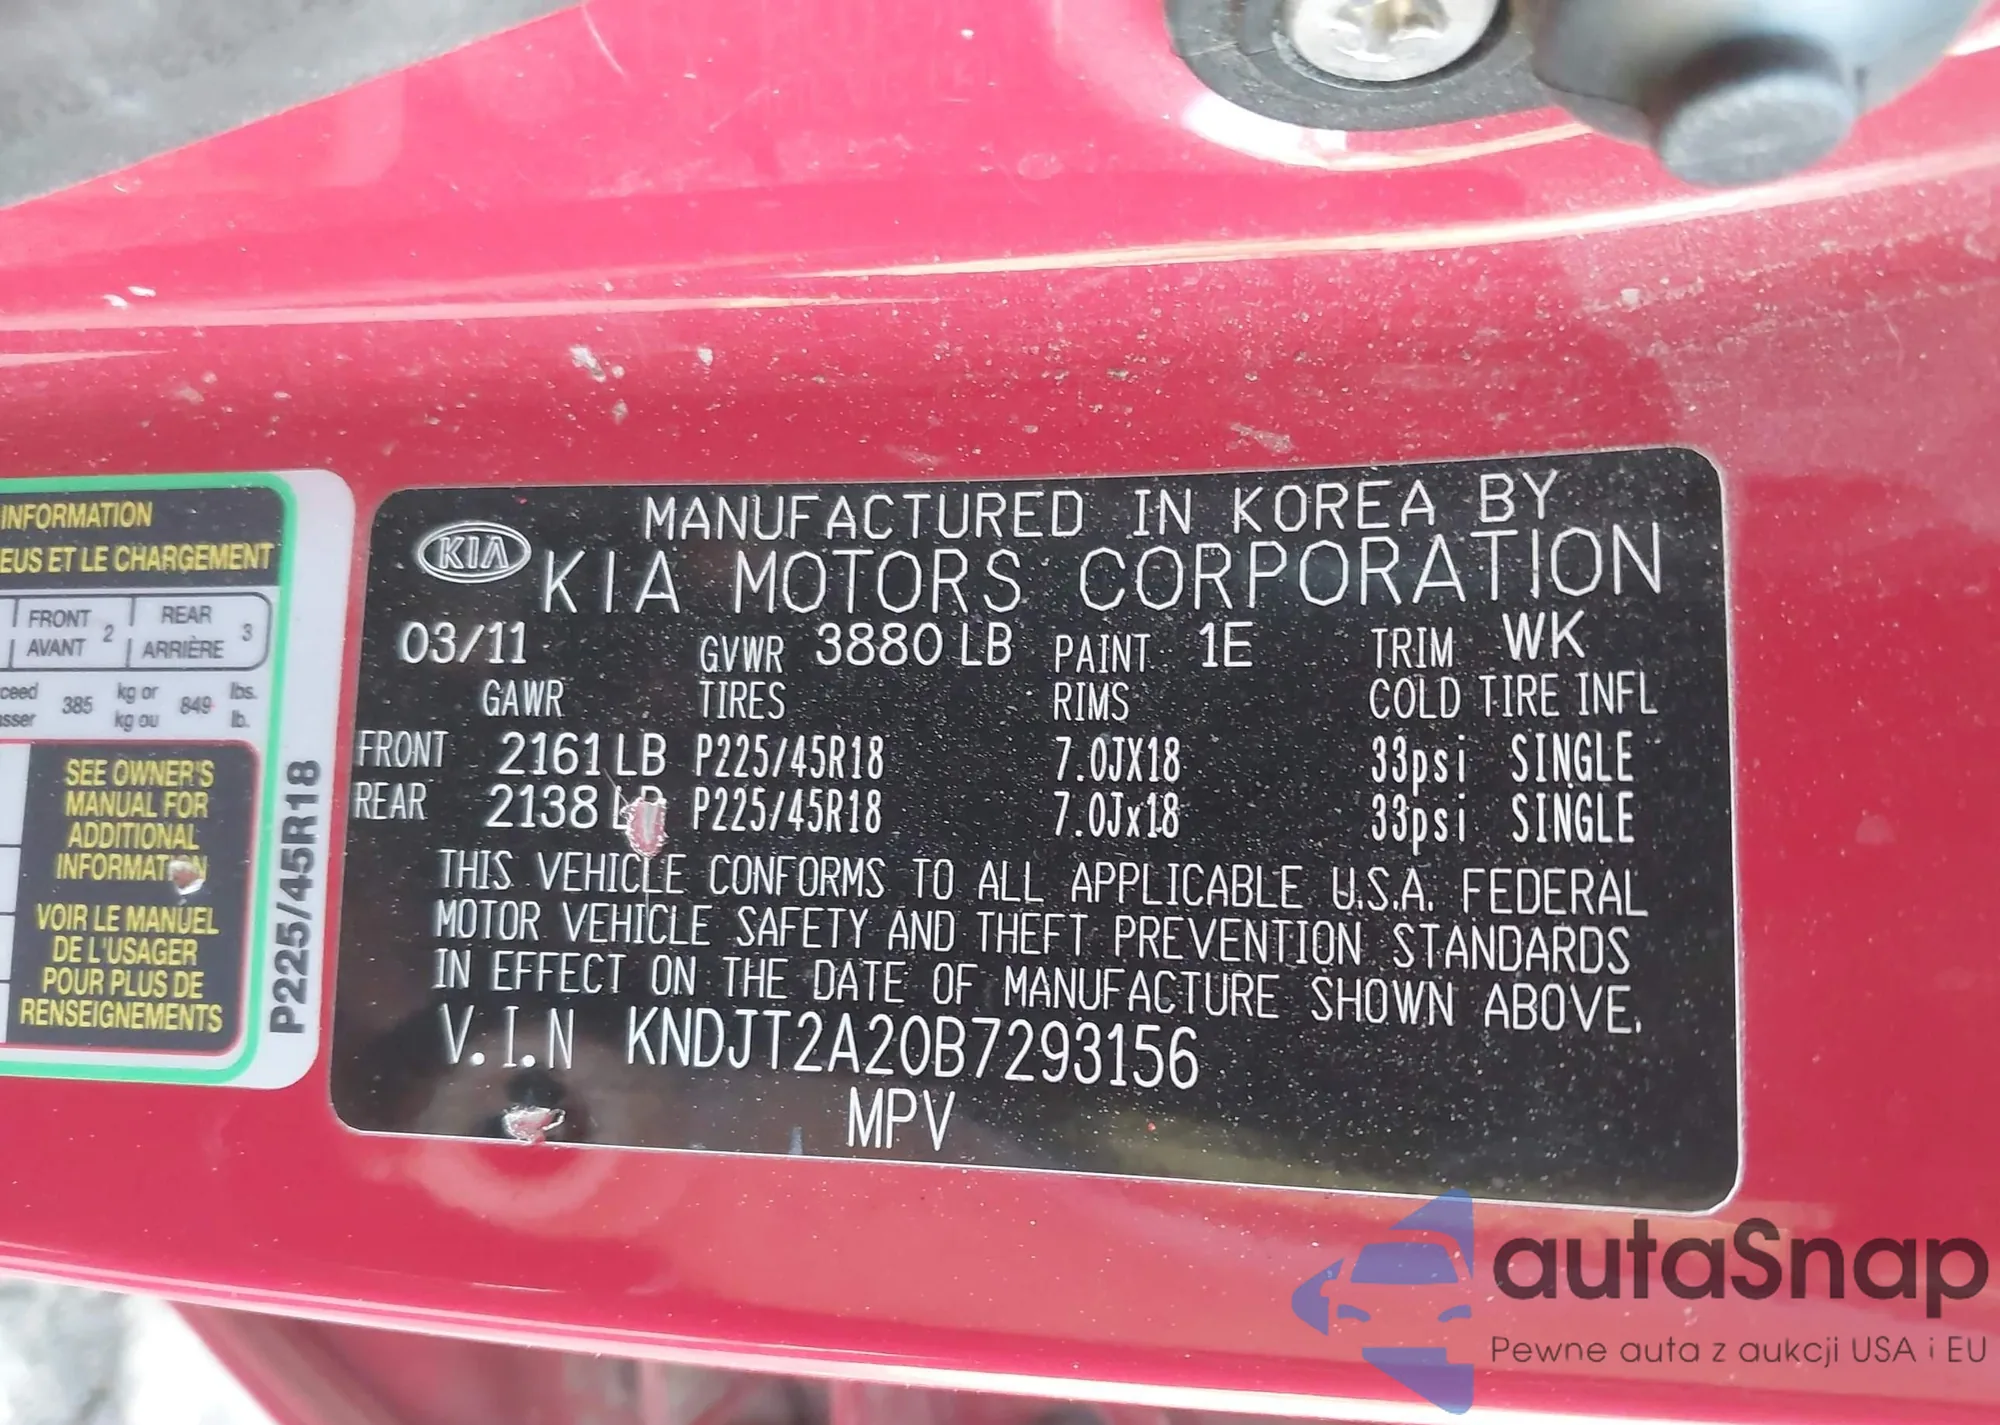 INFORMATION
EUS ET LE CHARGEMENT
FRONT 2 REAR 3
AVANT ARRIÈRE
kg or lbs.
385 849
kg ou lb.
SEE OWNER'S
MANUAL FOR
ADDITIONAL
INFORMATION
VOIR LE MANUEL
DE L'USAGER
POUR PLUS DE
RENSEIGNEMENTS
P225/45R18
KIA
MANUFACTURED IN KOREA BY
KIA MOTORS CORPORATION
03/11 GVWR 3880 LB PAINT 1E TRIM WK
GAWR TIRES RIMS COLD TIRE INFL
FRONT 2161 LB P225/45R18 7.0JX18 33psi SINGLE
REAR 2138 LB P225/45R18 7.0Jx18 33psi SINGLE
THIS VEHICLE CONFORMS TO ALL APPLICABLE U.S.A. FEDERAL
MOTOR VEHICLE SAFETY AND THEFT PREVENTION STANDARDS
IN EFFECT ON THE DATE OF MANUFACTURE SHOWN ABOVE.
V.I.N KNDJT2A20B7293156
MPV
autaSnap
Pewne auta z aukcji USA i EU